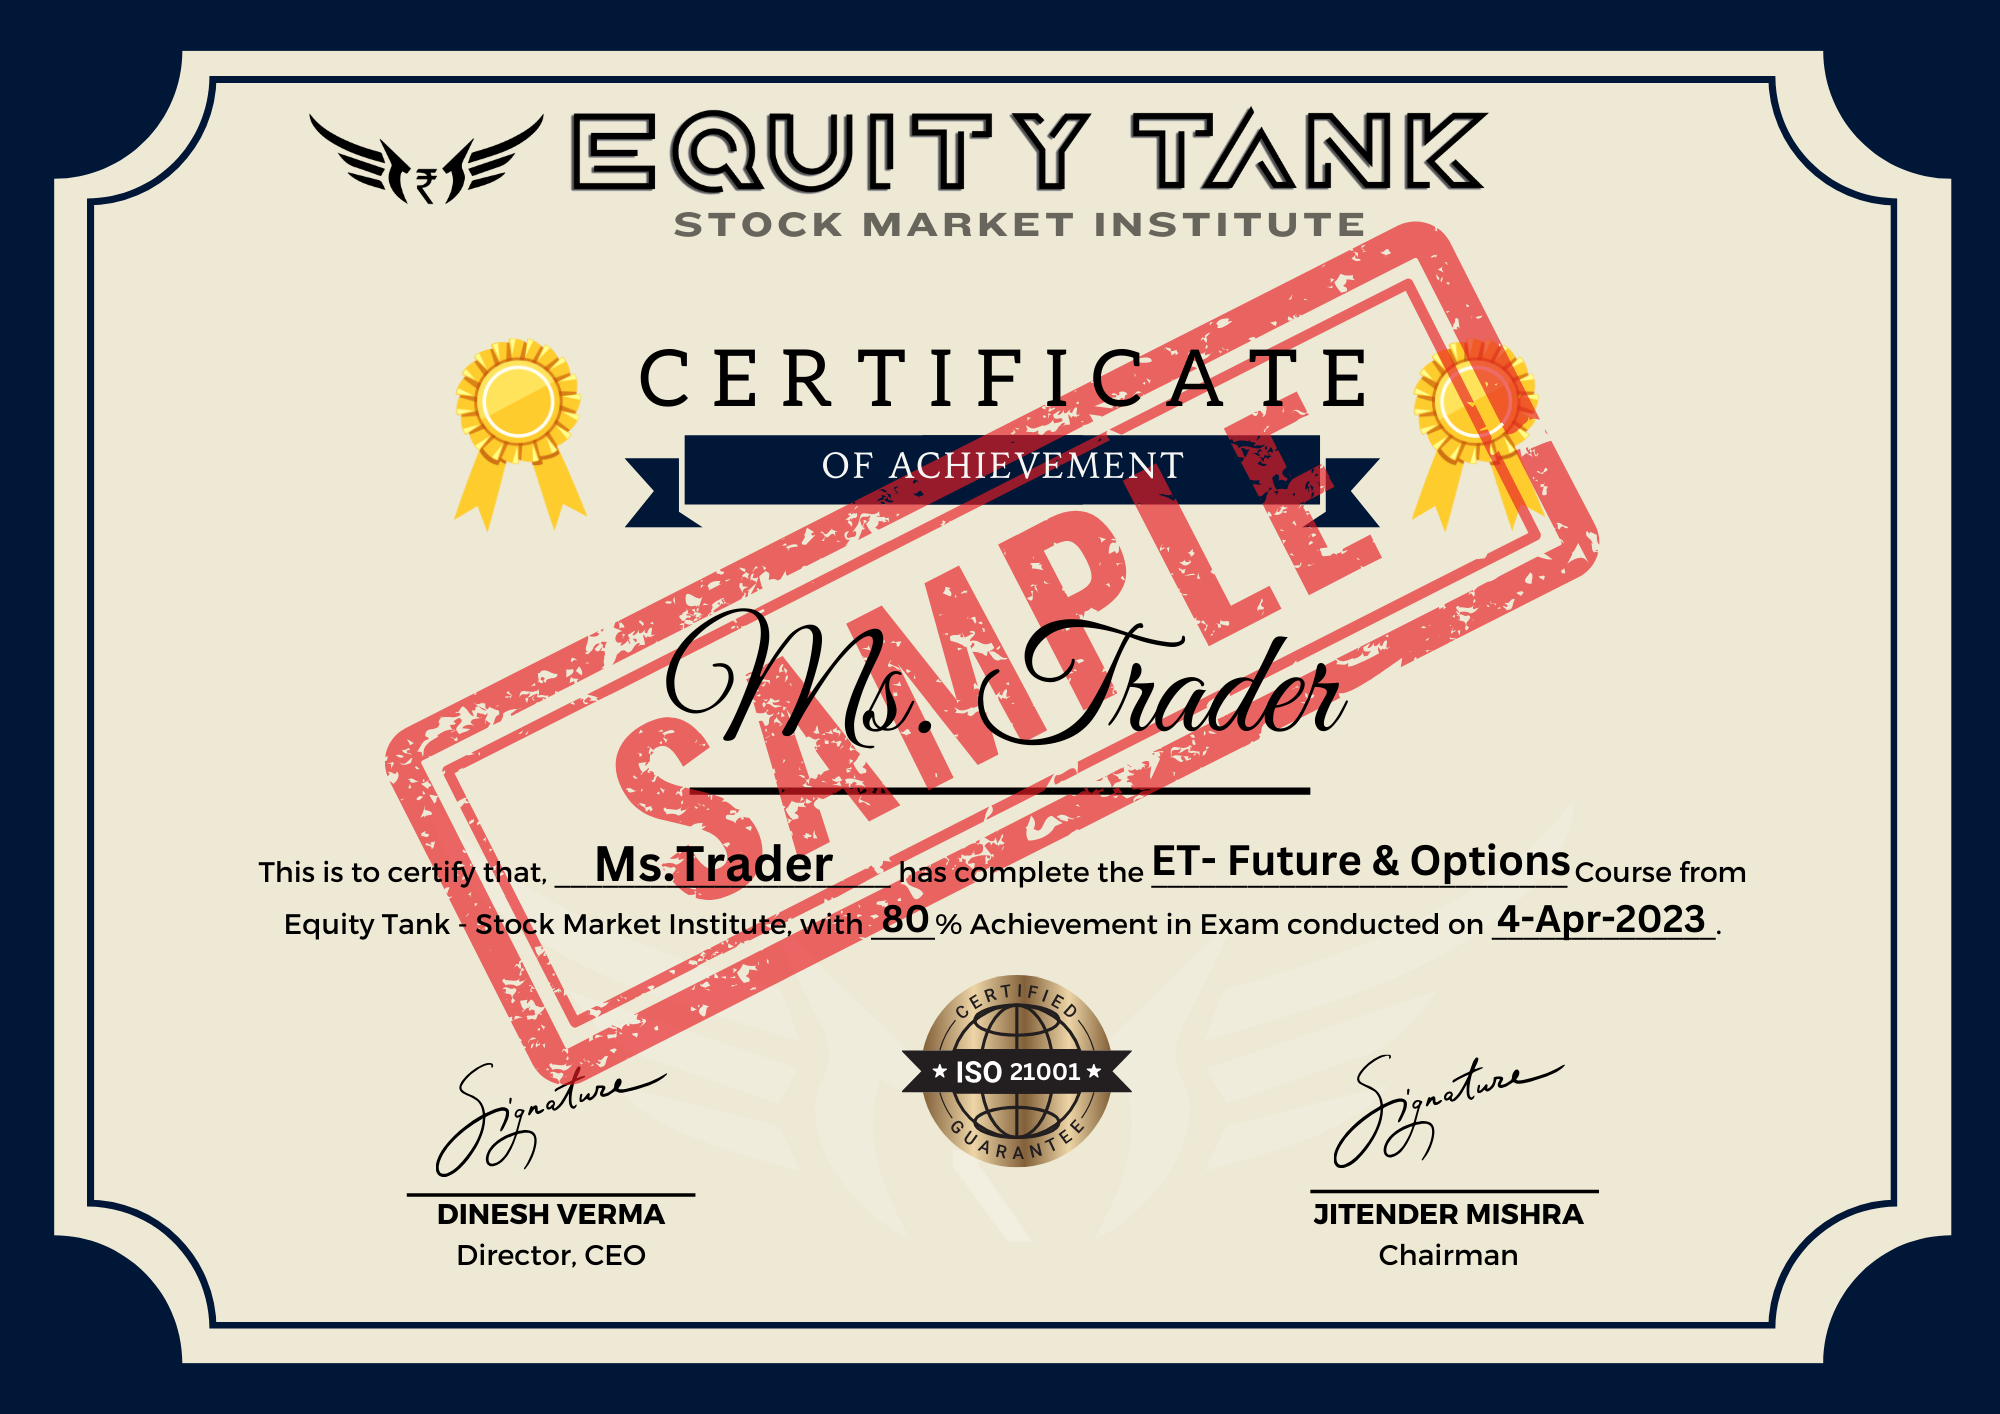 ₹
EQUITY TANK
STOCK MARKET INSTITUTE
CERTIFICATE
OF ACHIEVEMENT
SAMPLE
Ms. Trader
This is to certify that, Ms.Trader has complete the ET- Future & Options Course from
Equity Tank - Stock Market Institute, with 80 % Achievement in Exam conducted on 4-Apr-2023.
CERTIFIED
ISO 21001
GUARANTEE
Signature
Signature
DINESH VERMA
JITENDER MISHRA
Director, CEO
Chairman